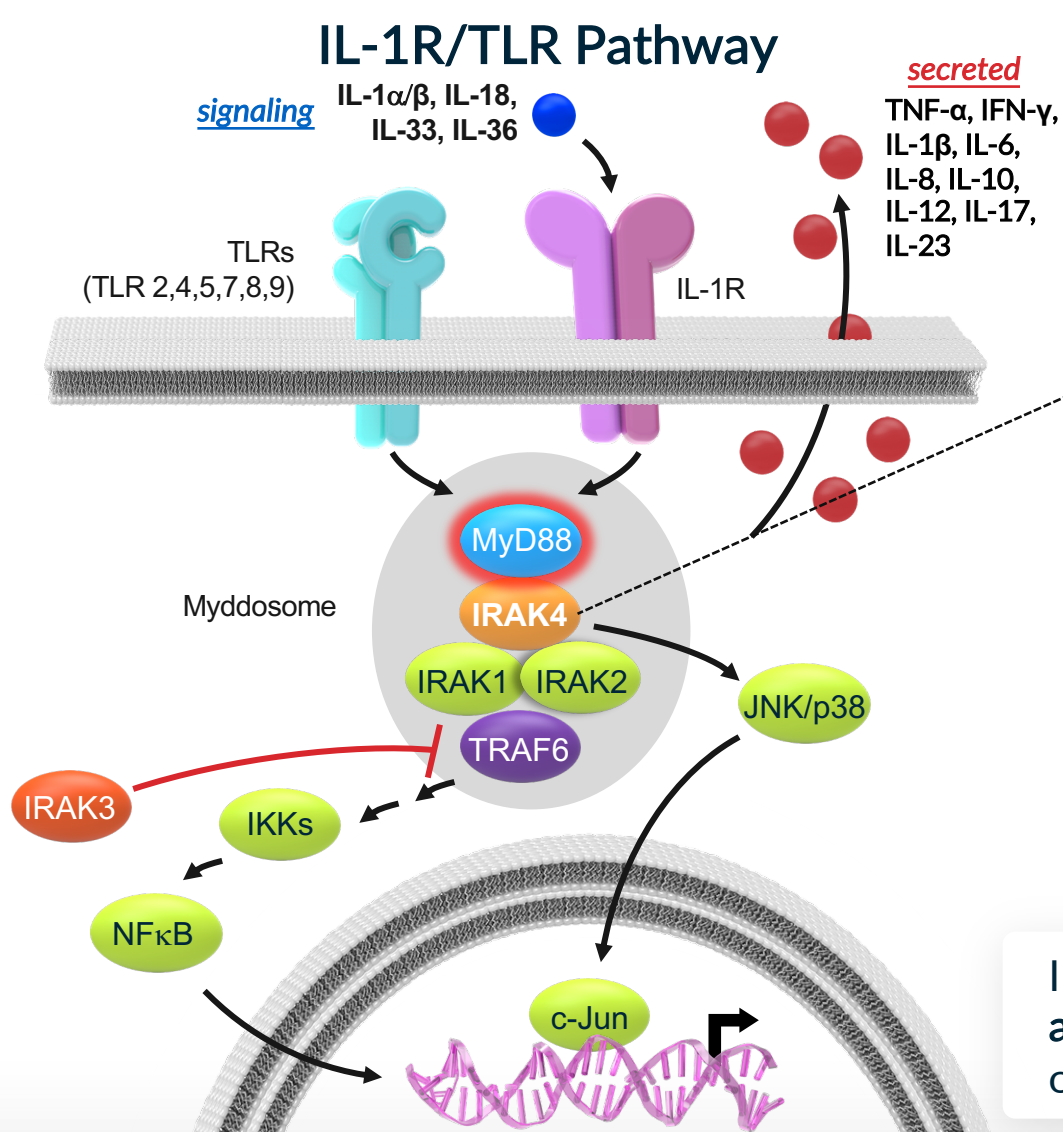 IL-1R/TLR Pathway
signaling
IL-1α/β, IL-18,
IL-33, IL-36
secreted
TNF-α, IFN-γ,
IL-1β, IL-6,
IL-8, IL-10,
IL-12, IL-17,
IL-23
TLRs
(TLR 2,4,5,7,8,9)
IL-1R
MyD88
Myddosome
IRAK4
IRAK1
IRAK2
JNK/p38
TRAF6
IRAK3
IKKs
NFκB
c-Jun